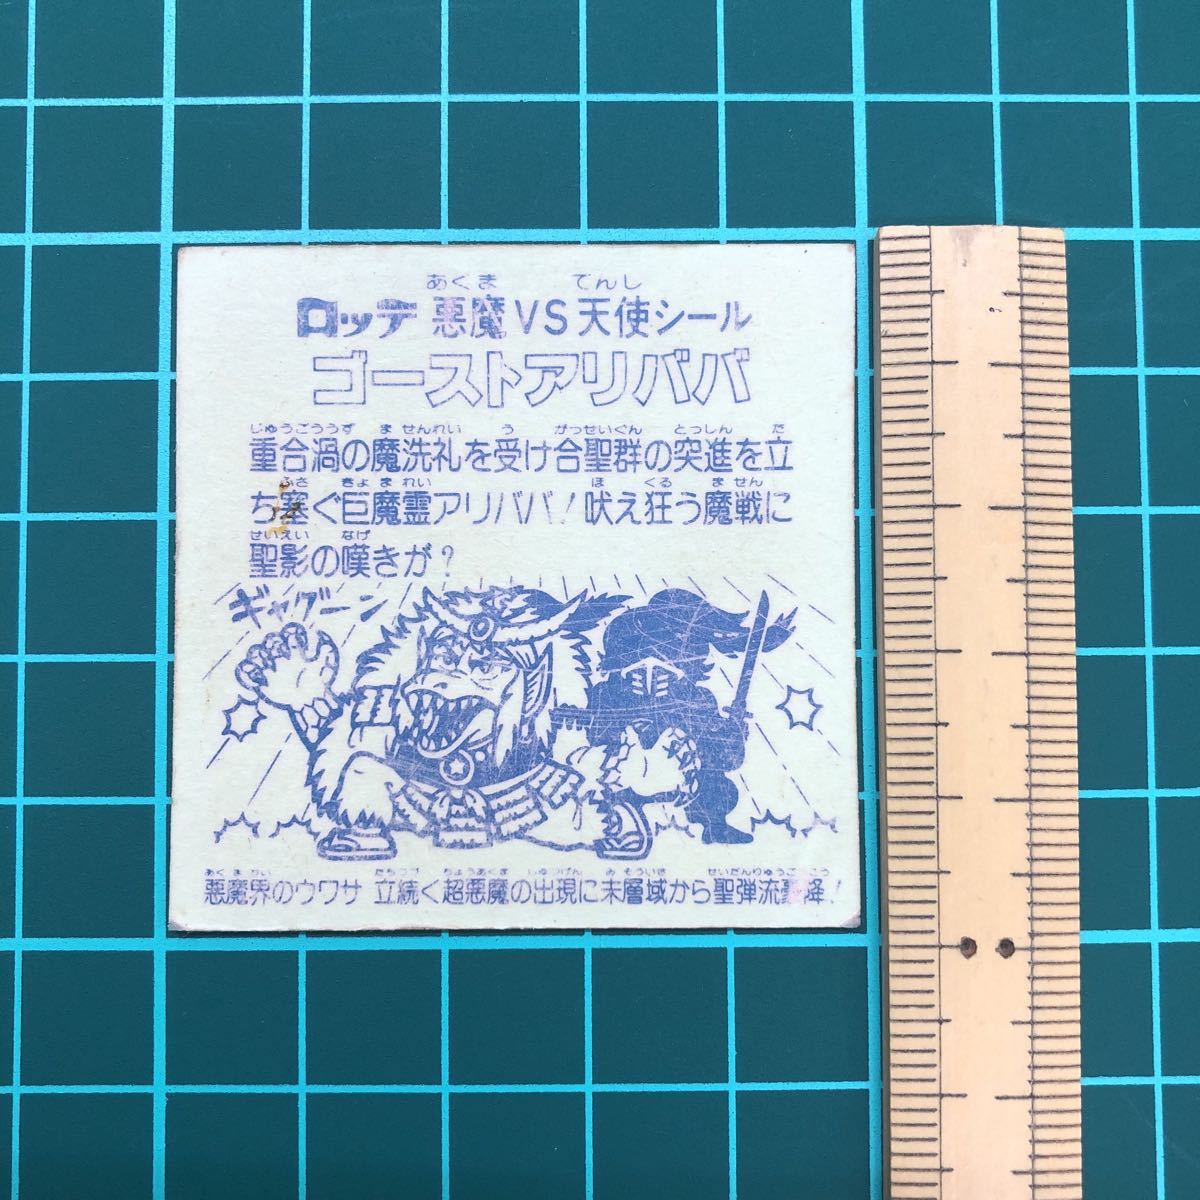 あくま てんし
ロッテ 悪魔VS天使シール
ゴーストアリババ
じゅうごううず ま せんれい う がっせいぐん とっしん た
重合渦の魔洗礼を受け合聖群の突進を立
ふさ きょ ま れい ほ くる ま せん
ち塞ぐ巨魔霊アリババ!吠え狂う魔戦に
せいえい なげ
聖影の嘆きが?
ギャグーン
あく ま かい たちつづ ちょうあくま しゅつげん み そういき せいだんりゅうごうこう
悪魔界のウワサ 立続く超悪魔の出現に未層域から聖弾流豪降!